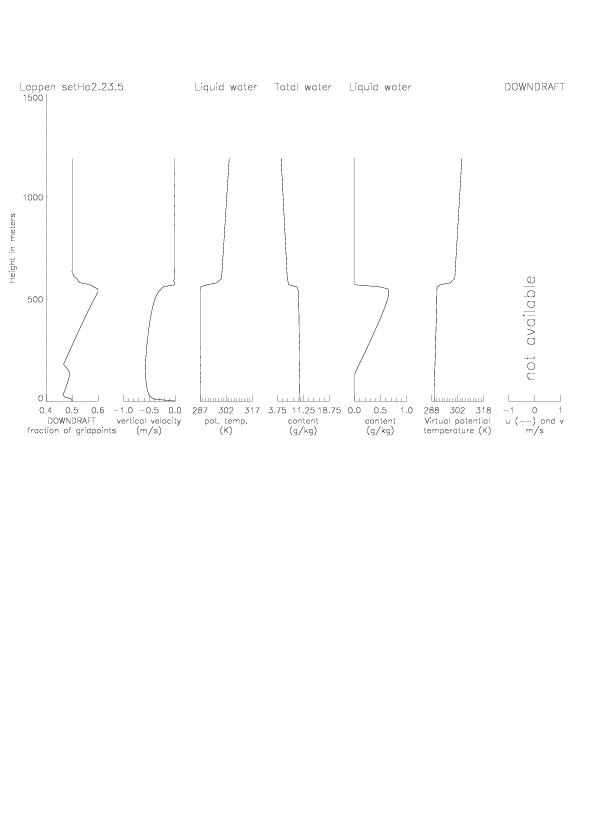 Lappen setHa2.23.5 Liquid water Total water Liquid water DOWNDRAFT
1500
1000
500
0
Height in meters
not available
0.4 0.5 0.6 −1.0 −0.5 0.0 287 302 317 3.75 11.25 18.75 0.0 0.5 1.0 288 302 318 −1 0 1
DOWNDRAFT vertical velocity pot. temp. content content Virtual potential u (−−) and v
fraction of gridpoints (m/s) (K) (g/kg) (g/kg) temperature (K) m/s